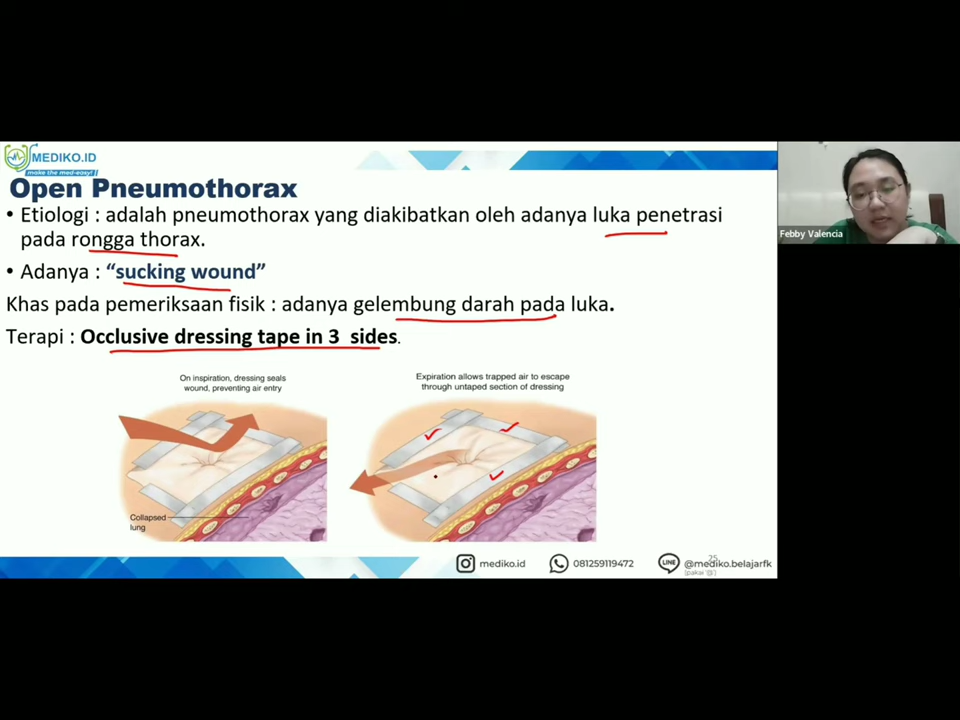 MEDIKO.ID
make the med-easy!
Open Pneumothorax
• Etiologi : adalah pneumothorax yang diakibatkan oleh adanya luka penetrasi
pada rongga thorax.
• Adanya : “sucking wound”
Khas pada pemeriksaan fisik : adanya gelembung darah pada luka.
Terapi : Occlusive dressing tape in 3 sides.
On inspiration, dressing seals
wound, preventing air entry
Expiration allows trapped air to escape
through untaped section of dressing
Collapsed
lung
mediko.id
081259119472
LINE
25
@mediko.belajarfk
(pakai '@')
Febby Valencia